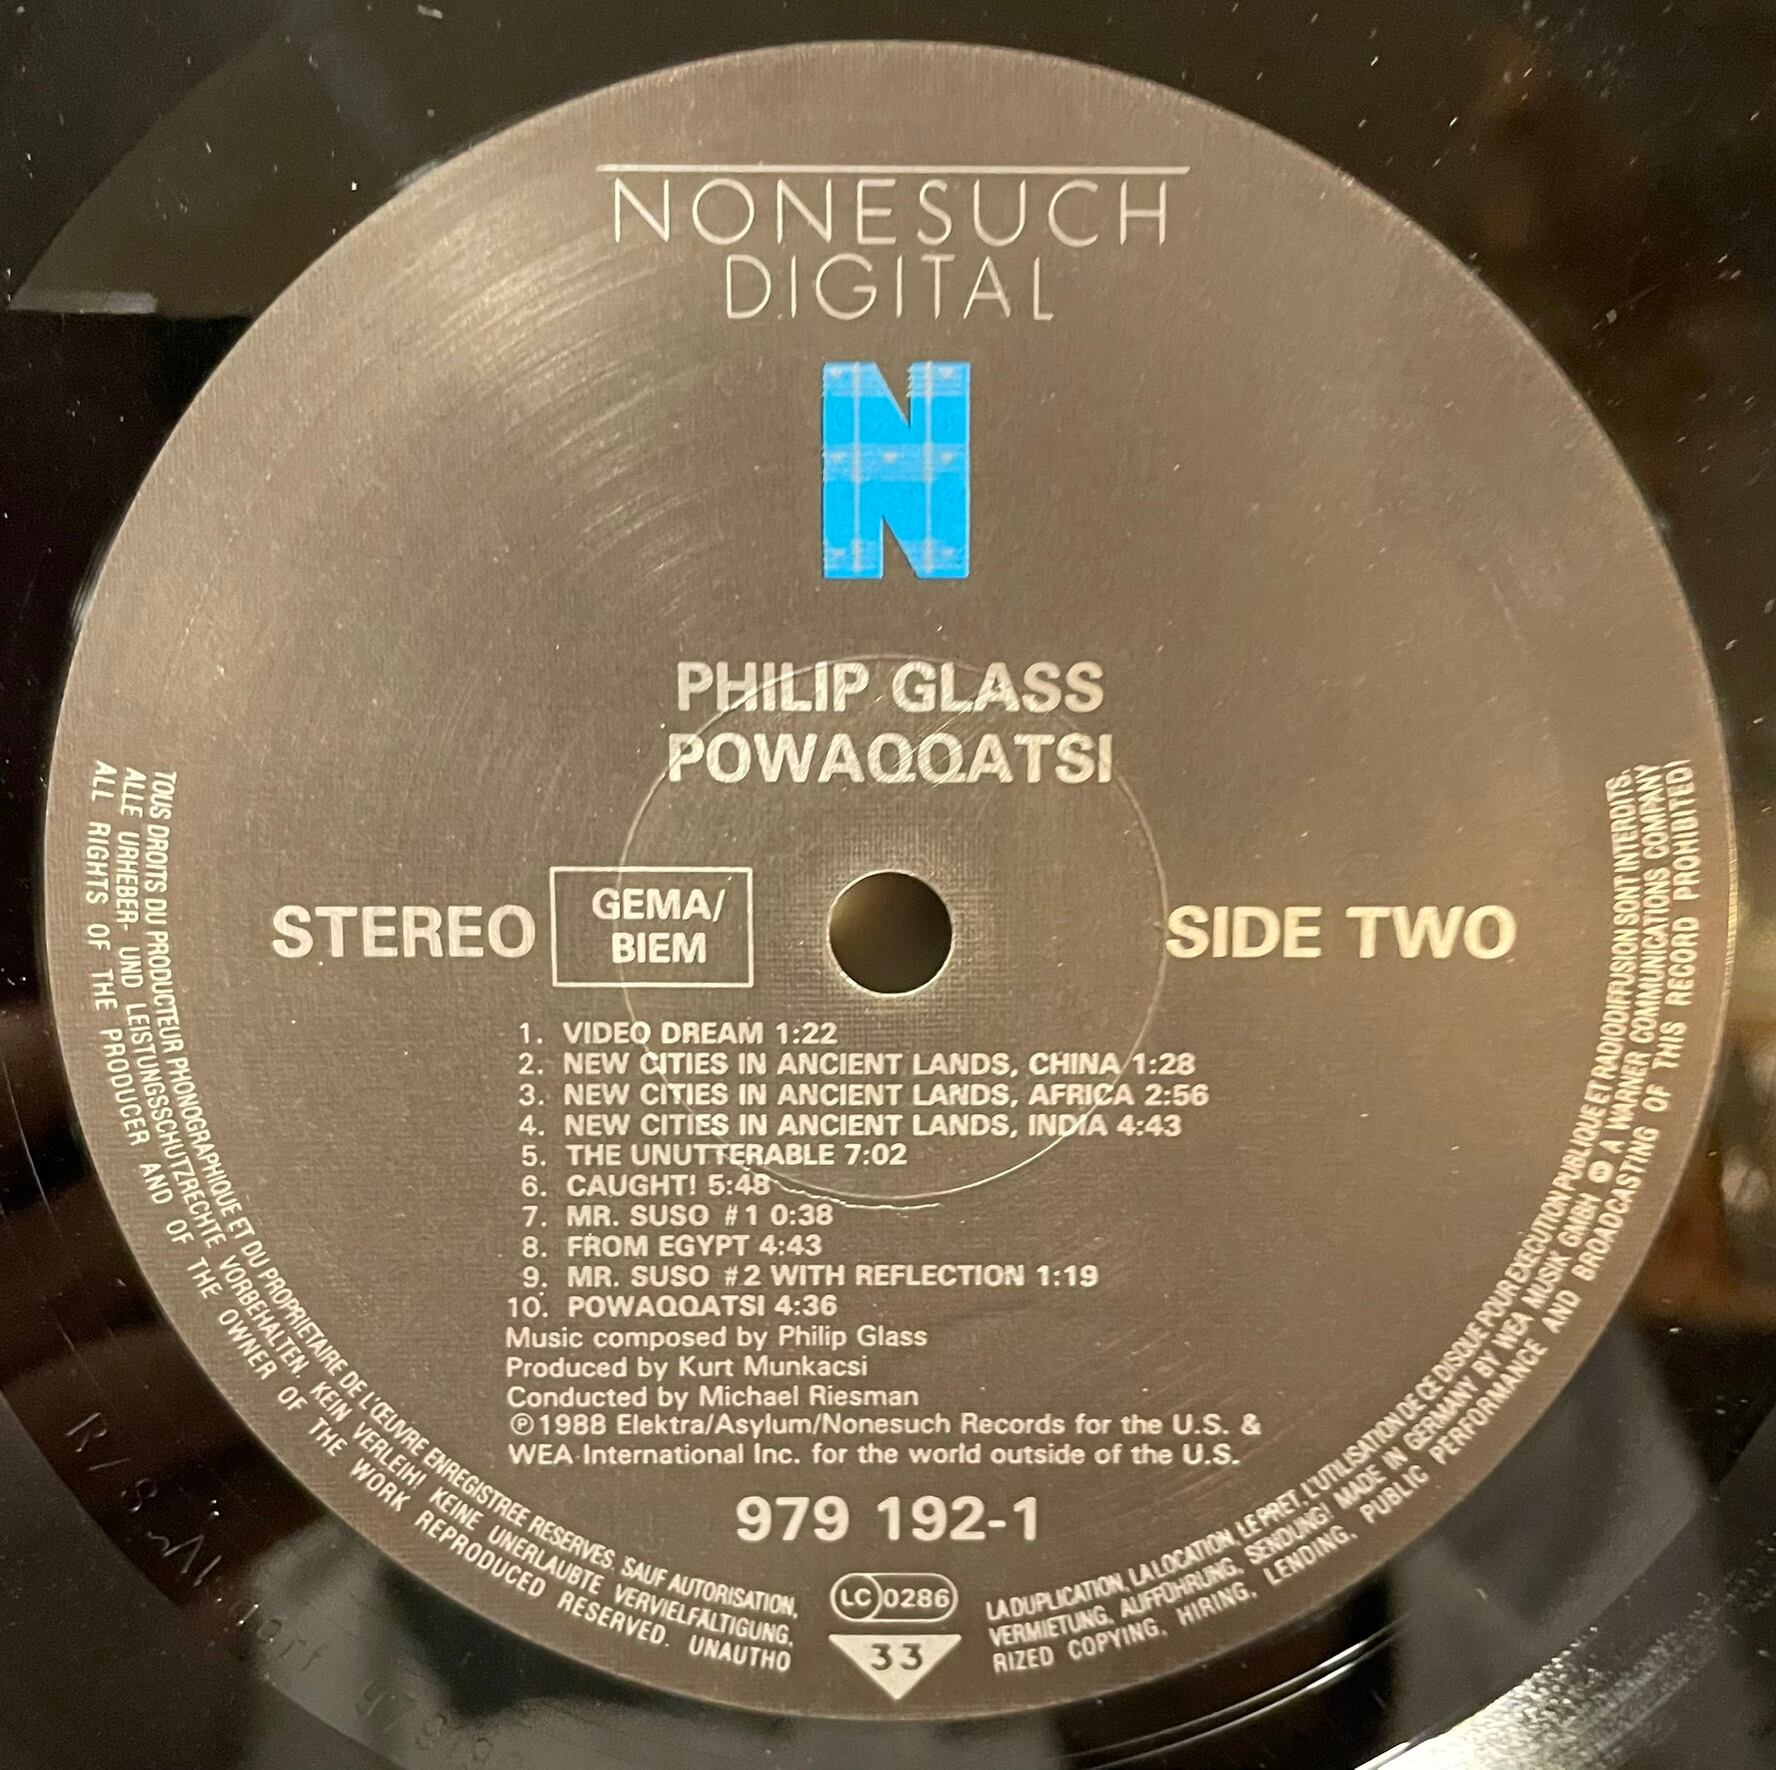 NONESUCH
DIGITAL
N
PHILIP GLASS
POWAQQATSI
STEREO
GEMA/
BIEM
SIDE TWO
1. VIDEO DREAM 1:22
2. NEW CITIES IN ANCIENT LANDS, CHINA 1:28
3. NEW CITIES IN ANCIENT LANDS, AFRICA 2:56
4. NEW CITIES IN ANCIENT LANDS, INDIA 4:43
5. THE UNUTTERABLE 7:02
6. CAUGHT! 5:48
7. MR. SUSO #1 0:38
8. FROM EGYPT 4:43
9. MR. SUSO #2 WITH REFLECTION 1:19
10. POWAQQATSI 4:36
Music composed by Philip Glass
Produced by Kurt Munkacsi
Conducted by Michael Riesman
℗ 1988 Elektra/Asylum/Nonesuch Records for the U.S. &
WEA International Inc. for the world outside of the U.S.
979 192-1
LC 0286
33
TOUS DROITS DU PRODUCTEUR PHONOGRAPHIQUE ET DU PROPRIETAIRE DE L'ŒUVRE ENREGISTREE RESERVES. SAUF AUTORISATION, LA DUPLICATION, LA LOCATION, LE PRET, L'UTILISATION DE CE DISQUE POUR EXECUTION PUBLIQUE ET RADIODIFFUSION SONT INTERDITS.
ALLE URHEBER- UND LEISTUNGSSCHUTZRECHTE VORBEHALTEN. KEIN VERLEIH! KEINE UNERLAUBTE VERVIELFÄLTIGUNG, VERMIETUNG, AUFFÜHRUNG, SENDUNG! MADE IN GERMANY BY WEA MUSIK GMBH A WARNER COMMUNICATIONS COMPANY
ALL RIGHTS OF THE PRODUCER AND OF THE OWNER OF THE WORK REPRODUCED RESERVED. UNAUTHORIZED COPYING, HIRING, LENDING, PUBLIC PERFORMANCE AND BROADCASTING OF THIS RECORD PROHIBITED!